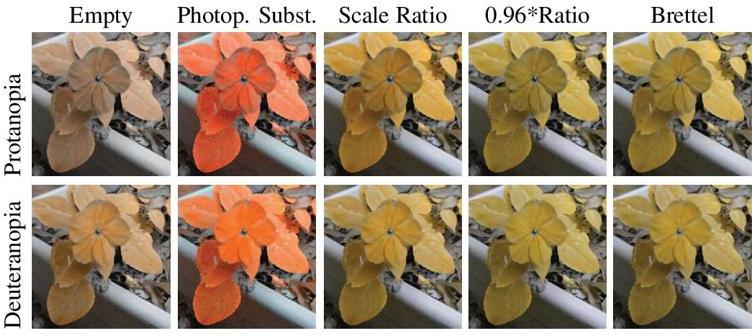 Empty Photop. Subst. Scale Ratio 0.96*Ratio Brettel
Protanopia
Deuteranopia